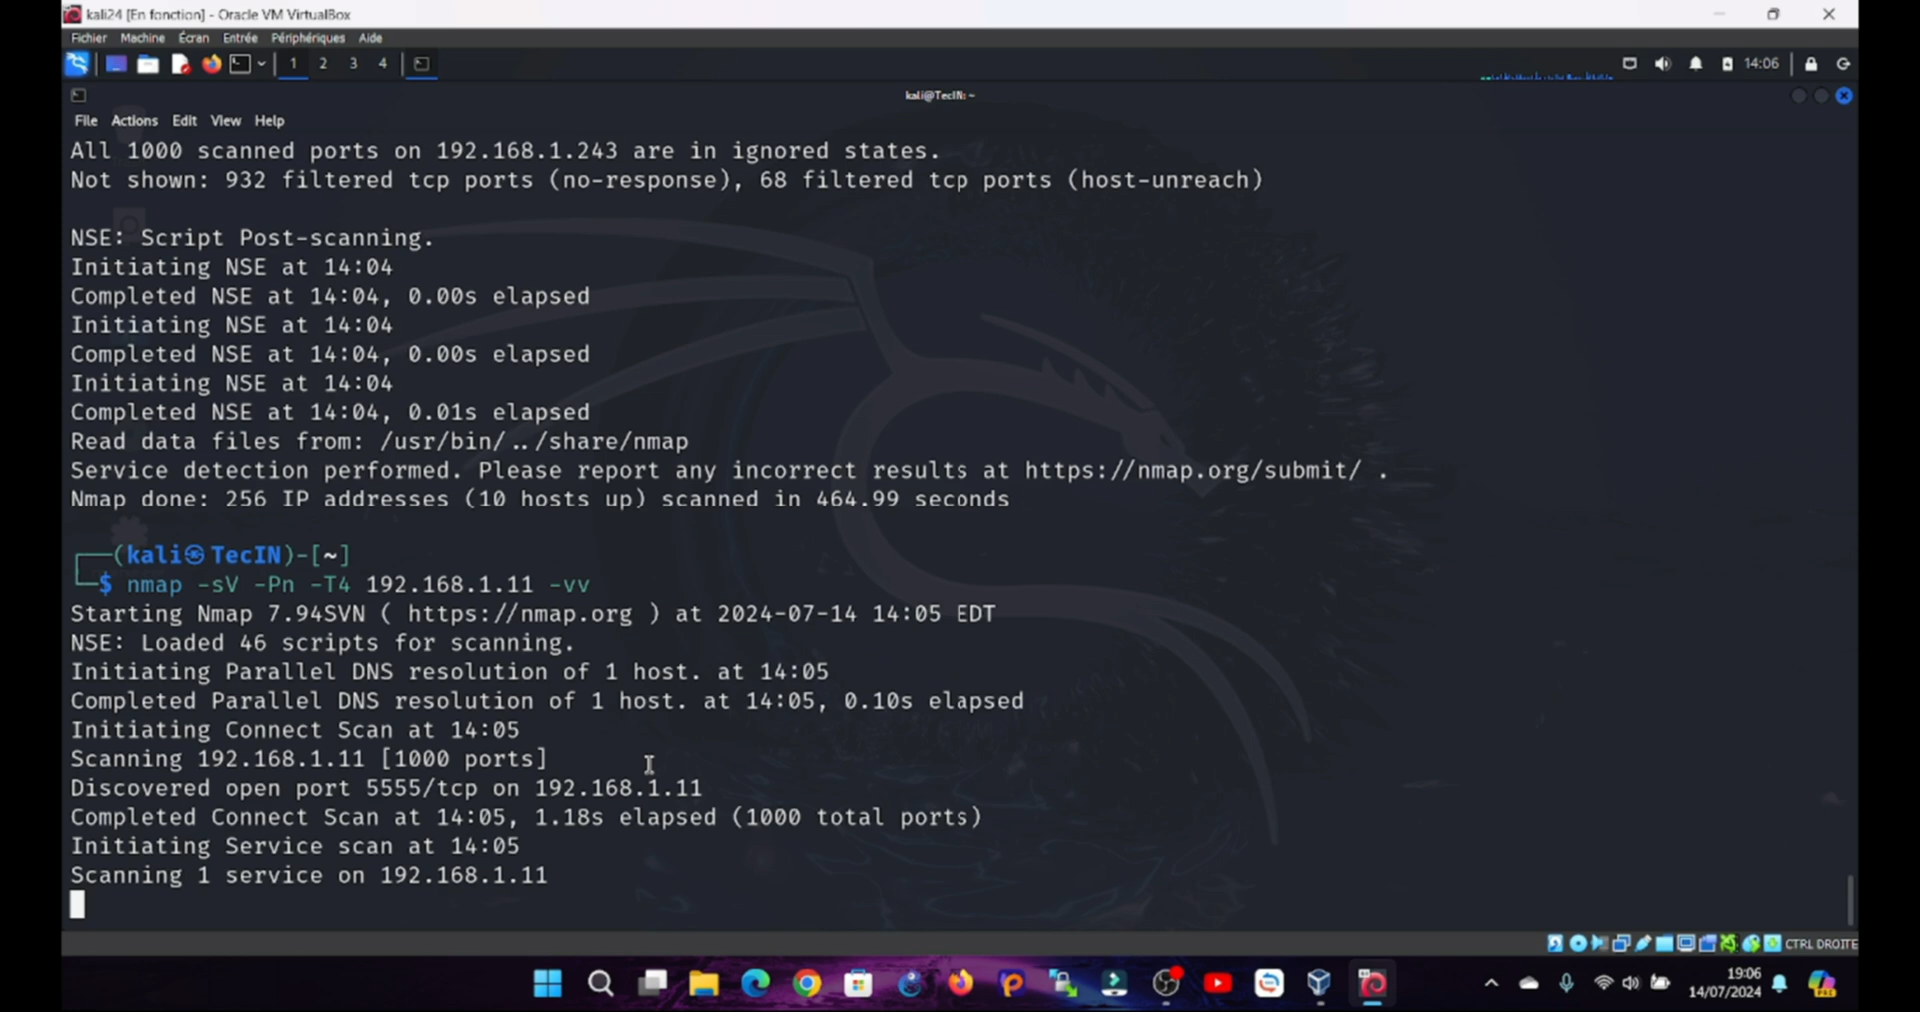 kali24 [En fonction] - Oracle VM VirtualBox
Fichier Machine Écran Entrée Périphériques Aide
1 2 3 4 14:06
kali@TecIN: ~
File Actions Edit View Help
All 1000 scanned ports on 192.168.1.243 are in ignored states.
Not shown: 932 filtered tcp ports (no-response), 68 filtered tcp ports (host-unreach)
NSE: Script Post-scanning.
Initiating NSE at 14:04
Completed NSE at 14:04, 0.00s elapsed
Initiating NSE at 14:04
Completed NSE at 14:04, 0.00s elapsed
Initiating NSE at 14:04
Completed NSE at 14:04, 0.01s elapsed
Read data files from: /usr/bin/../share/nmap
Service detection performed. Please report any incorrect results at https://nmap.org/submit/ .
Nmap done: 256 IP addresses (10 hosts up) scanned in 464.99 seconds
(kali㉿TecIN)-[~]
$ nmap -sV -Pn -T4 192.168.1.11 -vv
Starting Nmap 7.94SVN ( https://nmap.org ) at 2024-07-14 14:05 EDT
NSE: Loaded 46 scripts for scanning.
Initiating Parallel DNS resolution of 1 host. at 14:05
Completed Parallel DNS resolution of 1 host. at 14:05, 0.10s elapsed
Initiating Connect Scan at 14:05
Scanning 192.168.1.11 [1000 ports]
Discovered open port 5555/tcp on 192.168.1.11
Completed Connect Scan at 14:05, 1.18s elapsed (1000 total ports)
Initiating Service scan at 14:05
Scanning 1 service on 192.168.1.11
CTRL DROITE
19:06
14/07/2024